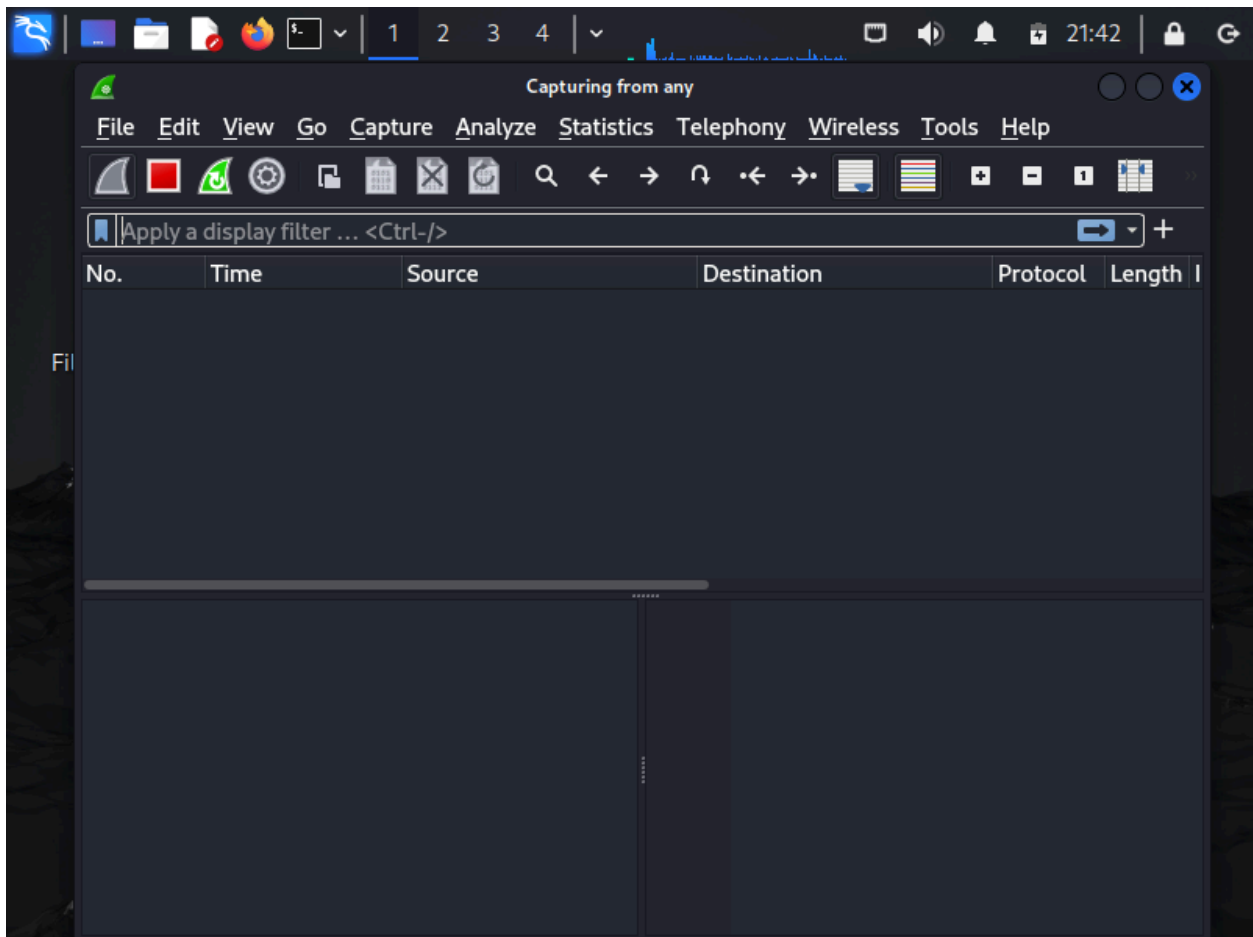 1 2 3 4 21:42
Capturing from any
File Edit View Go Capture Analyze Statistics Telephony Wireless Tools Help
Apply a display filter … <Ctrl-/>
No. Time Source Destination Protocol Length I
Fil